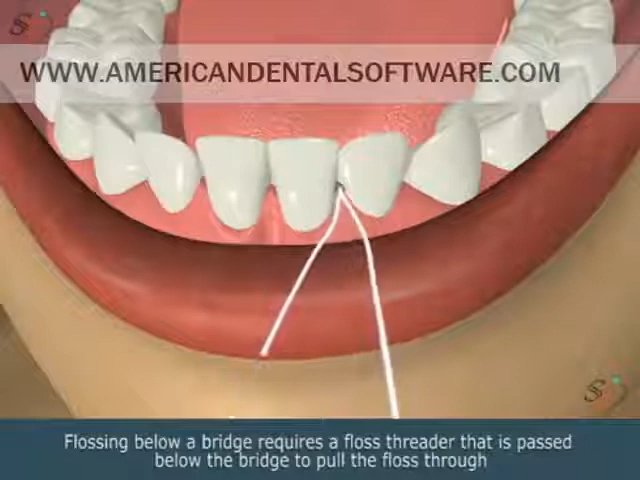 WWW.AMERICANDENTALSOFTWARE.COM
Flossing below a bridge requires a floss threader that is passed
below the bridge to pull the floss through